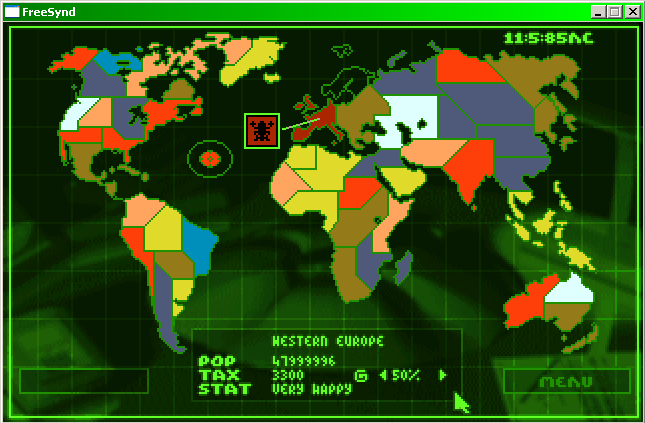 FreeSynd
11:5:85NC
WESTERN EUROPE
POP 47999996
TAX 3300 50%
STAT VERY HAPPY
MENU